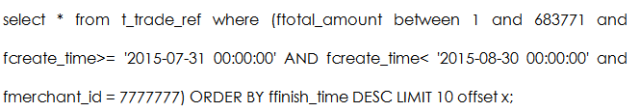 select * from t_trade_ref where (ftotal_amount between 1 and 683771 and
fcreate_time>= '2015-07-31 00:00:00' AND fcreate_time< '2015-08-30 00:00:00' and
fmerchant_id = 7777777) ORDER BY ffinish_time DESC LIMIT 10 offset x;